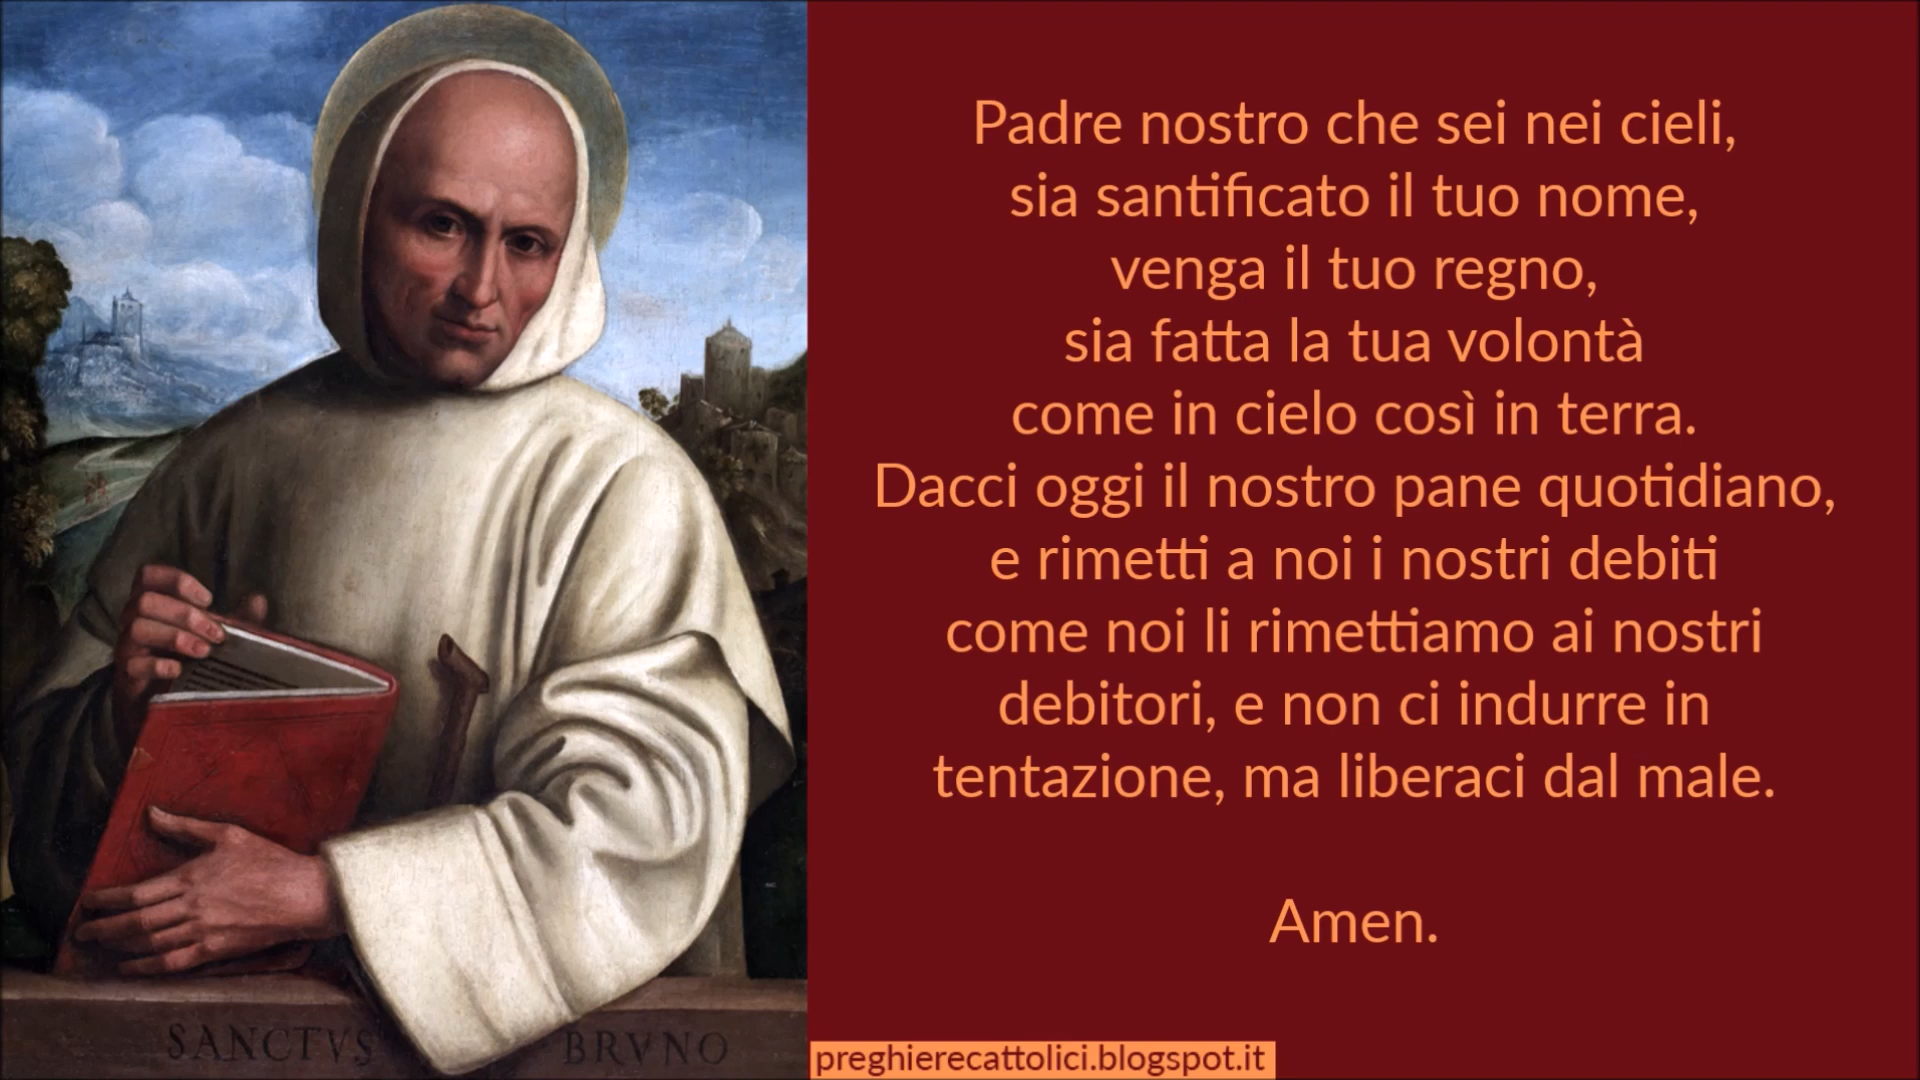 Padre nostro che sei nei cieli,
sia santificato il tuo nome,
venga il tuo regno,
sia fatta la tua volontà
come in cielo così in terra.
Dacci oggi il nostro pane quotidiano,
e rimetti a noi i nostri debiti
come noi li rimettiamo ai nostri
debitori, e non ci indurre in
tentazione, ma liberaci dal male.
Amen.
SANCTVS BRVNO
preghierecattolici.blogspot.it